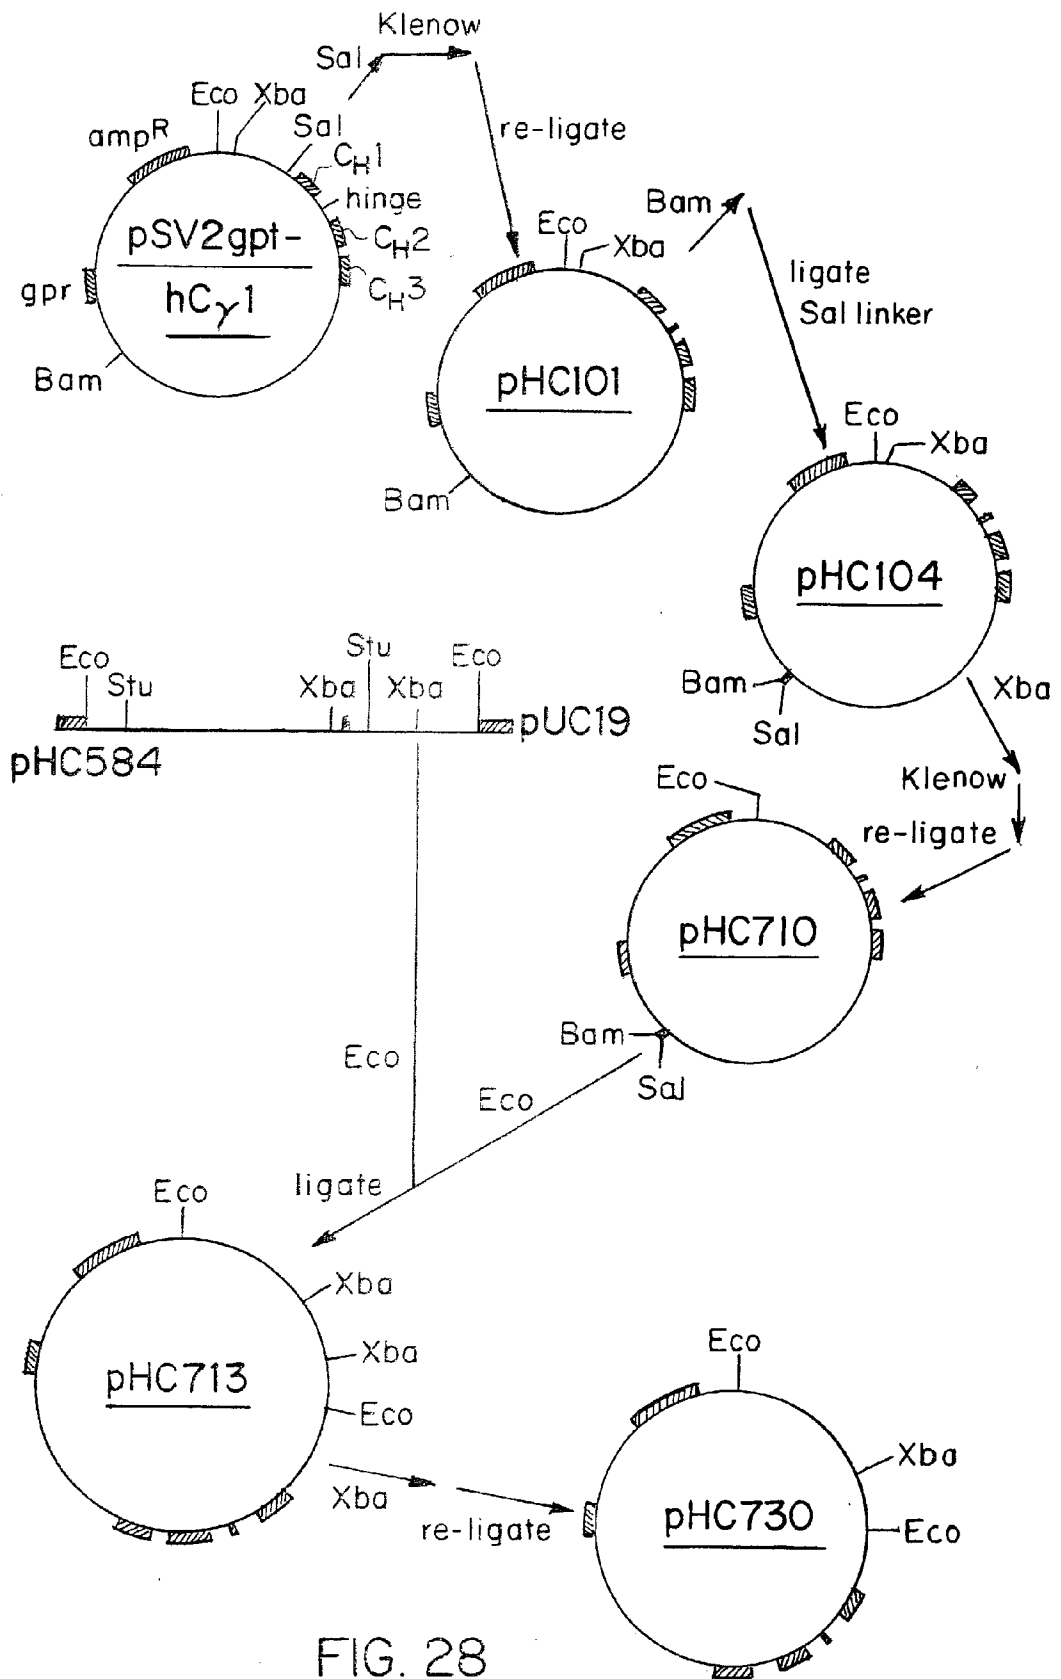 Klenow
Sal
Eco Xba
Sal
ampR
re-ligate
CH1
hinge
CH2
CH3
pSV2gpt-
hCγ1
gpr
Bam
Bam
Eco
Xba
ligate
Sal linker
pHC101
Bam
Eco
Xba
pHC104
Bam
Sal
Xba
Klenow
re-ligate
Eco
Stu
Xba
Stu
Xba
Eco
pUC19
pHC584
Eco
pHC710
Bam
Sal
Eco
Eco
ligate
Eco
Xba
Xba
Eco
pHC713
Xba
re-ligate
Eco
Xba
Eco
pHC730
FIG. 28